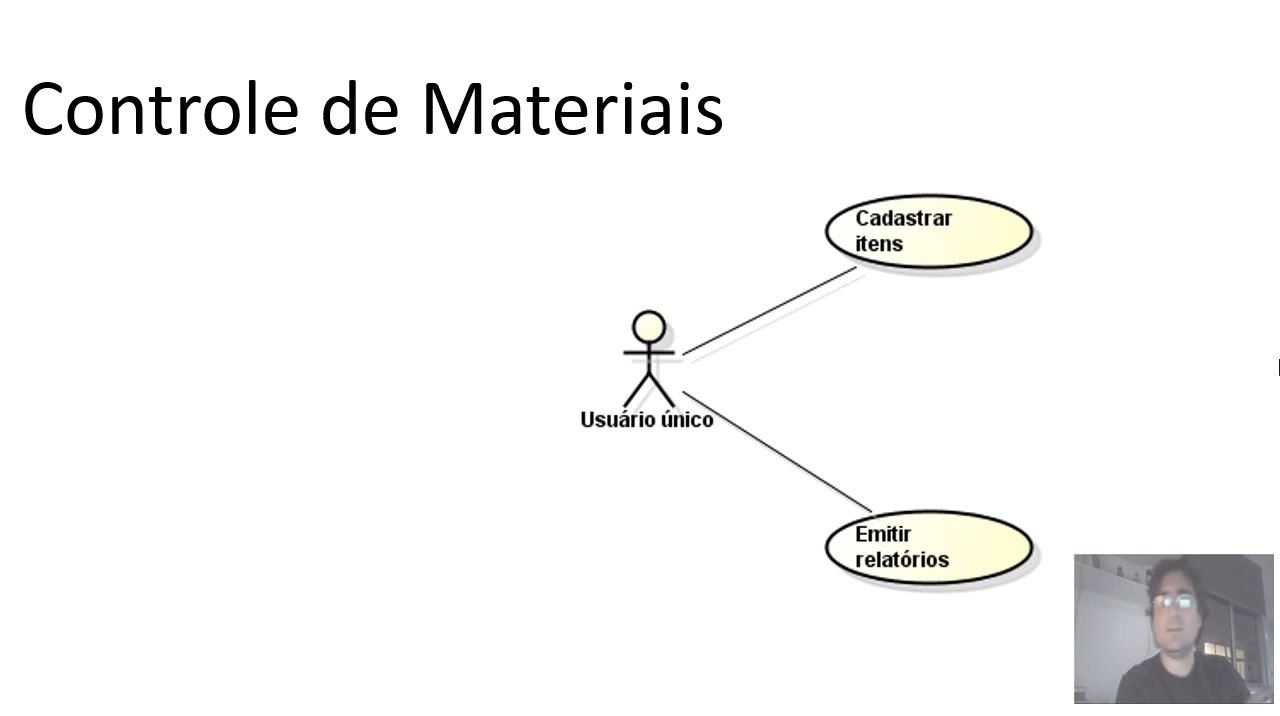 Controle de Materiais
Cadastrar
itens
Usuário único
Emitir
relatórios